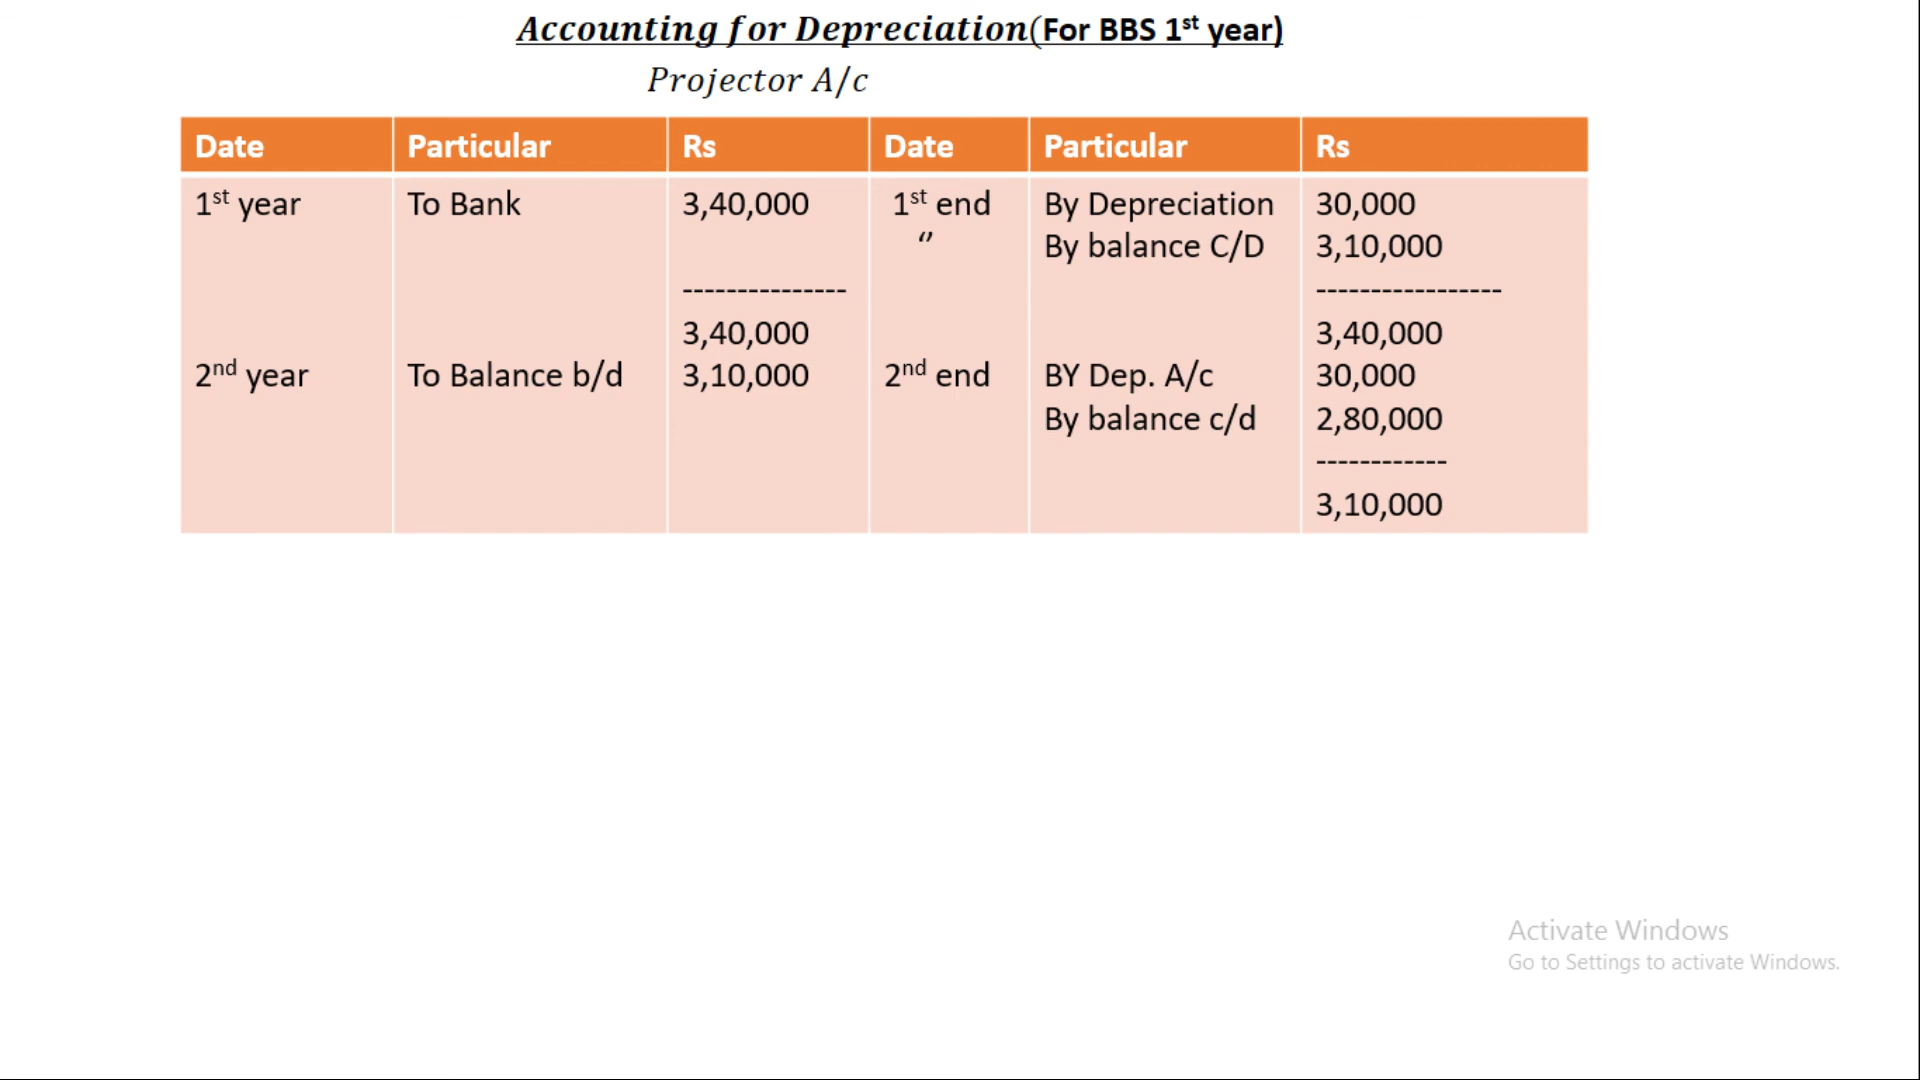 Accounting for Depreciation(For BBS 1st year)
Projector A/c
Date Particular Rs Date Particular Rs
1st year To Bank 3,40,000 1st end By Depreciation 30,000
″ By balance C/D 3,10,000
--------------- -----------------
3,40,000 3,40,000
2nd year To Balance b/d 3,10,000 2nd end BY Dep. A/c 30,000
By balance c/d 2,80,000
------------
3,10,000
Activate Windows
Go to Settings to activate Windows.